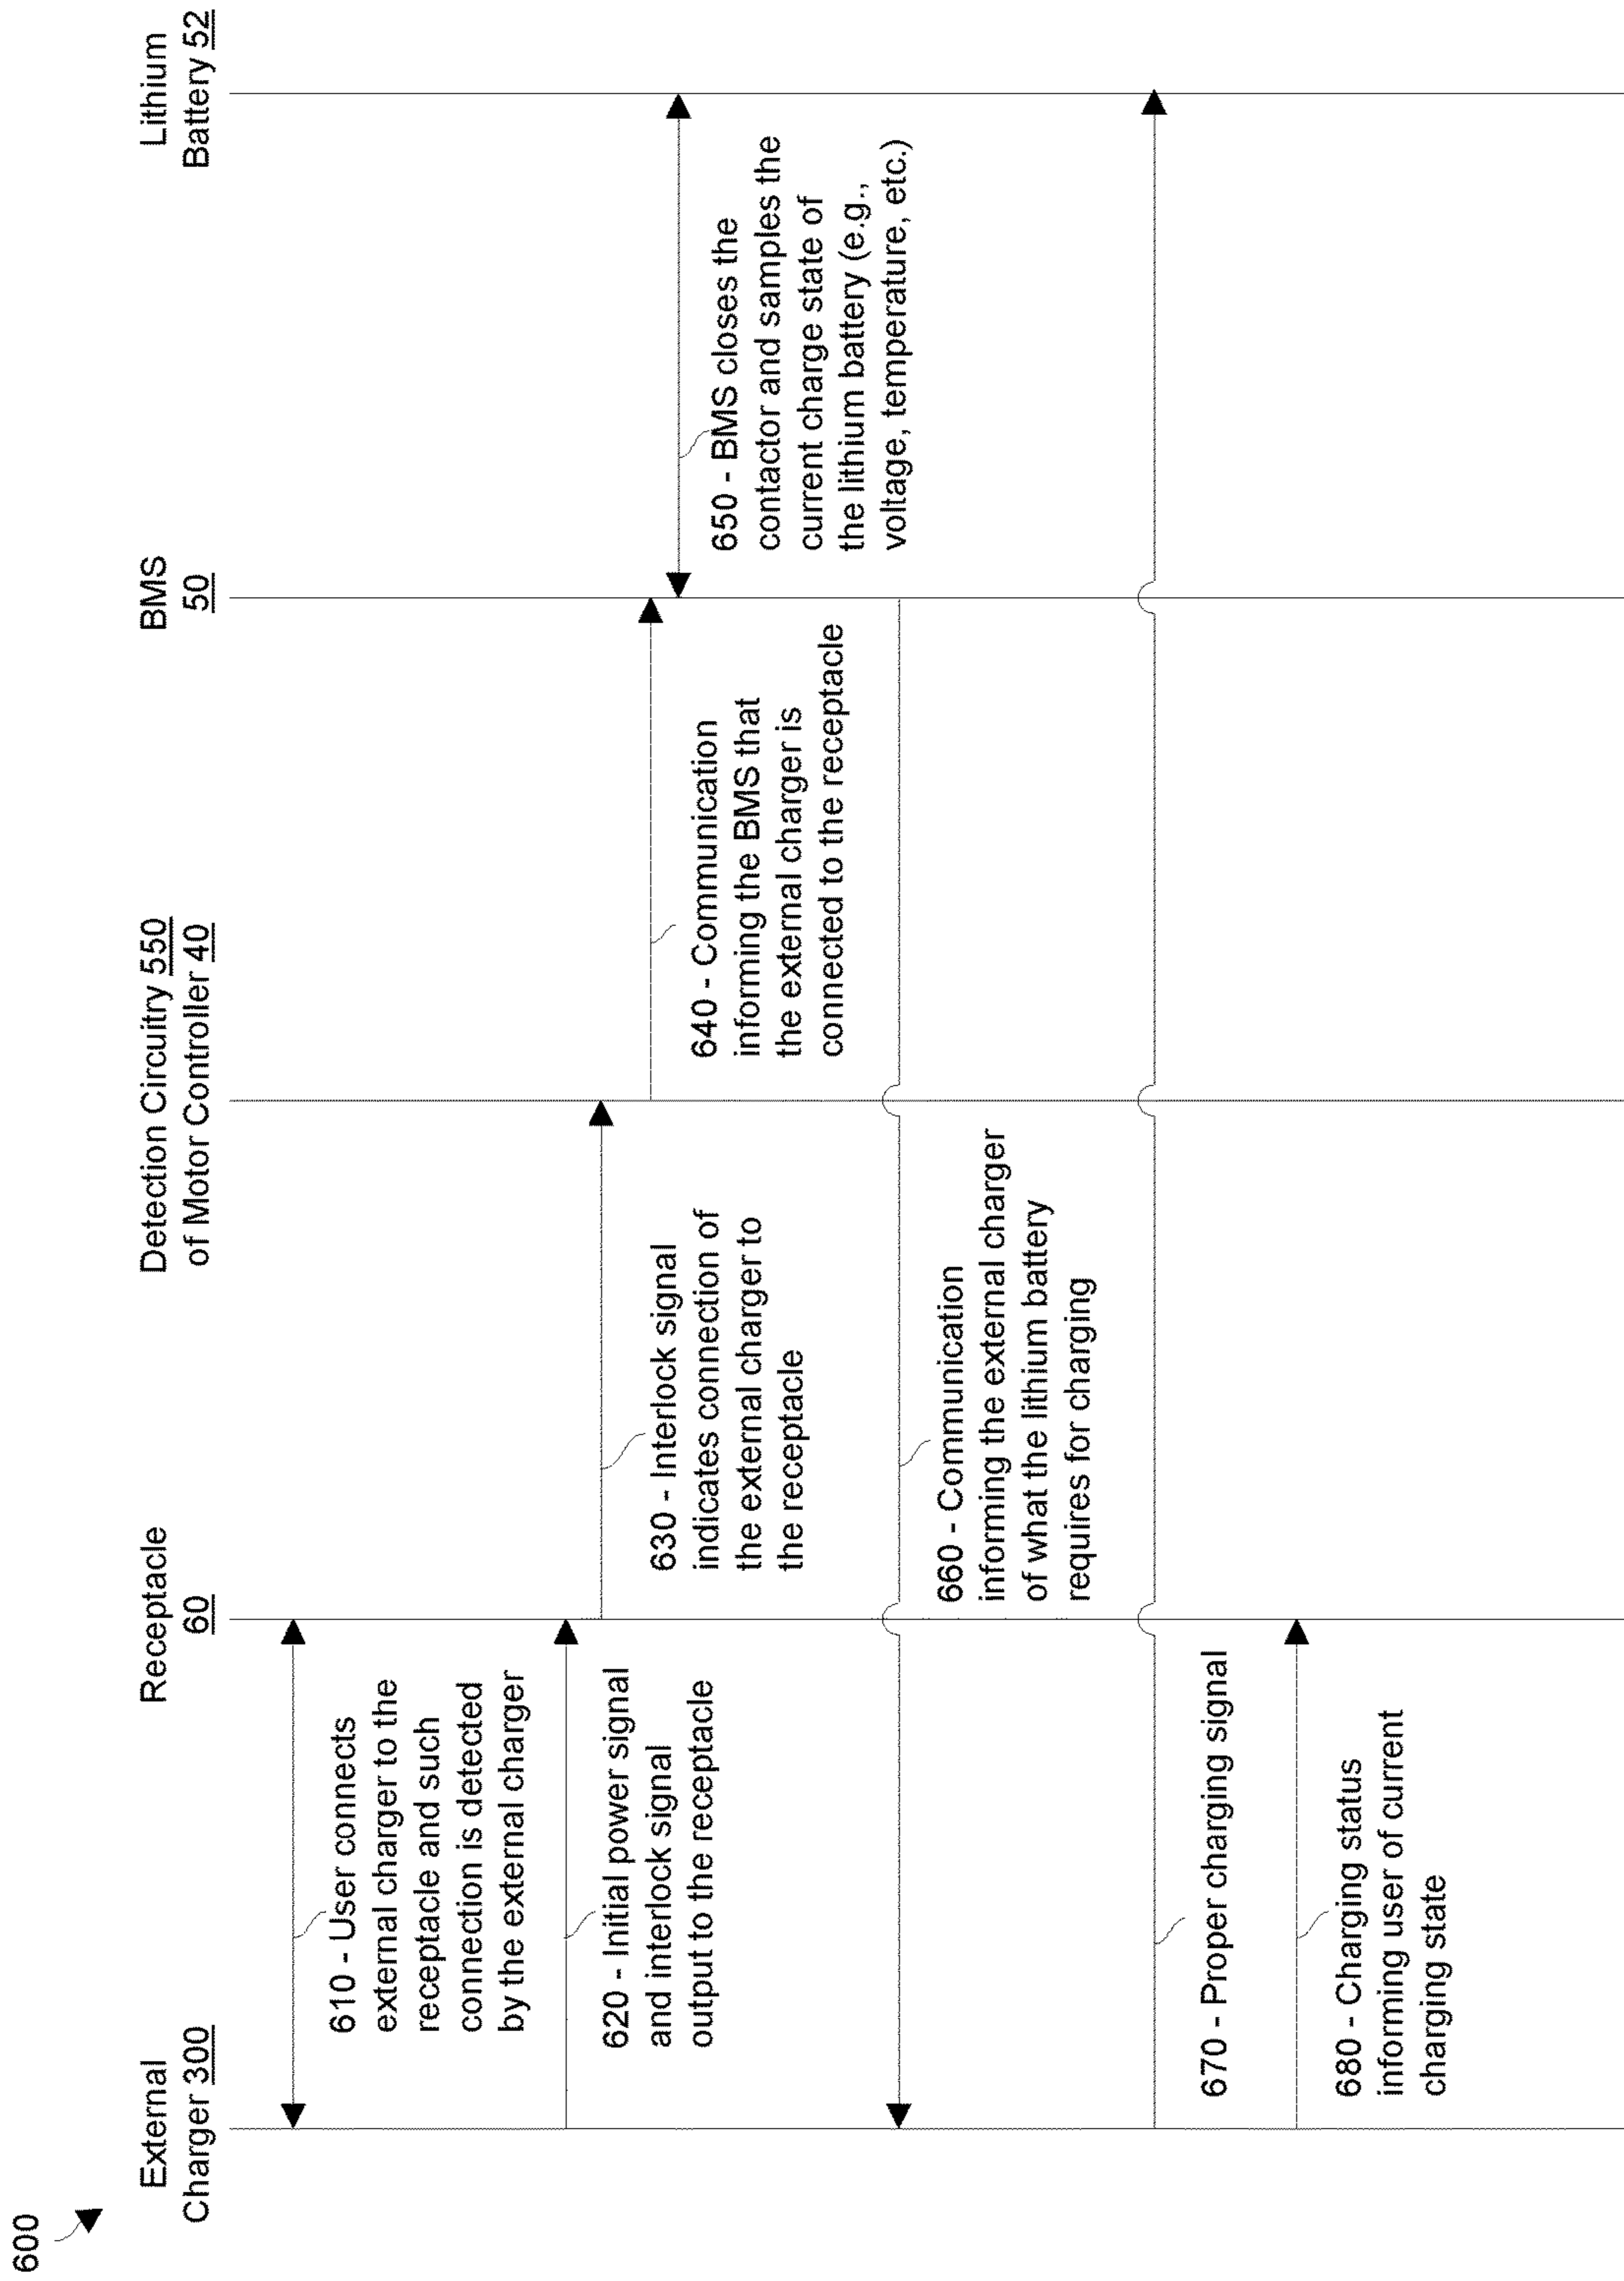 600
External
Charger 300
Receptacle
60
Detection Circuitry 550
of Motor Controller 40
BMS
50
Lithium
Battery 52
610 - User connects
external charger to the
receptacle and such
connection is detected
by the external charger
620 - Initial power signal
and interlock signal
output to the receptacle
630 - Interlock signal
indicates connection of
the external charger to
the receptacle
640 - Communication
informing the BMS that
the external charger is
connected to the receptacle
650 - BMS closes the
contactor and samples the
current charge state of
the lithium battery (e.g.,
voltage, temperature, etc.)
660 - Communication
informing the external charger
of what the lithium battery
requires for charging
670 - Proper charging signal
680 - Charging status
informing user of current
charging state